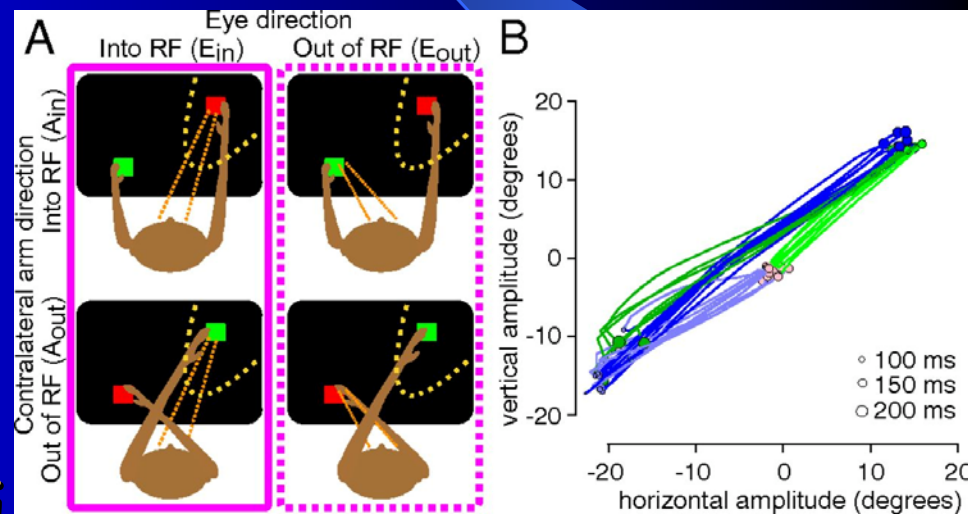 A
Eye direction
Into RF (Ein)
Out of RF (Eout)
Contralateral arm direction
Into RF (Ain)
Out of RF (Aout)
B
vertical amplitude (degrees)
20
10
0
-10
-20
100 ms
150 ms
200 ms
-20 -10 0 10 20
horizontal amplitude (degrees)